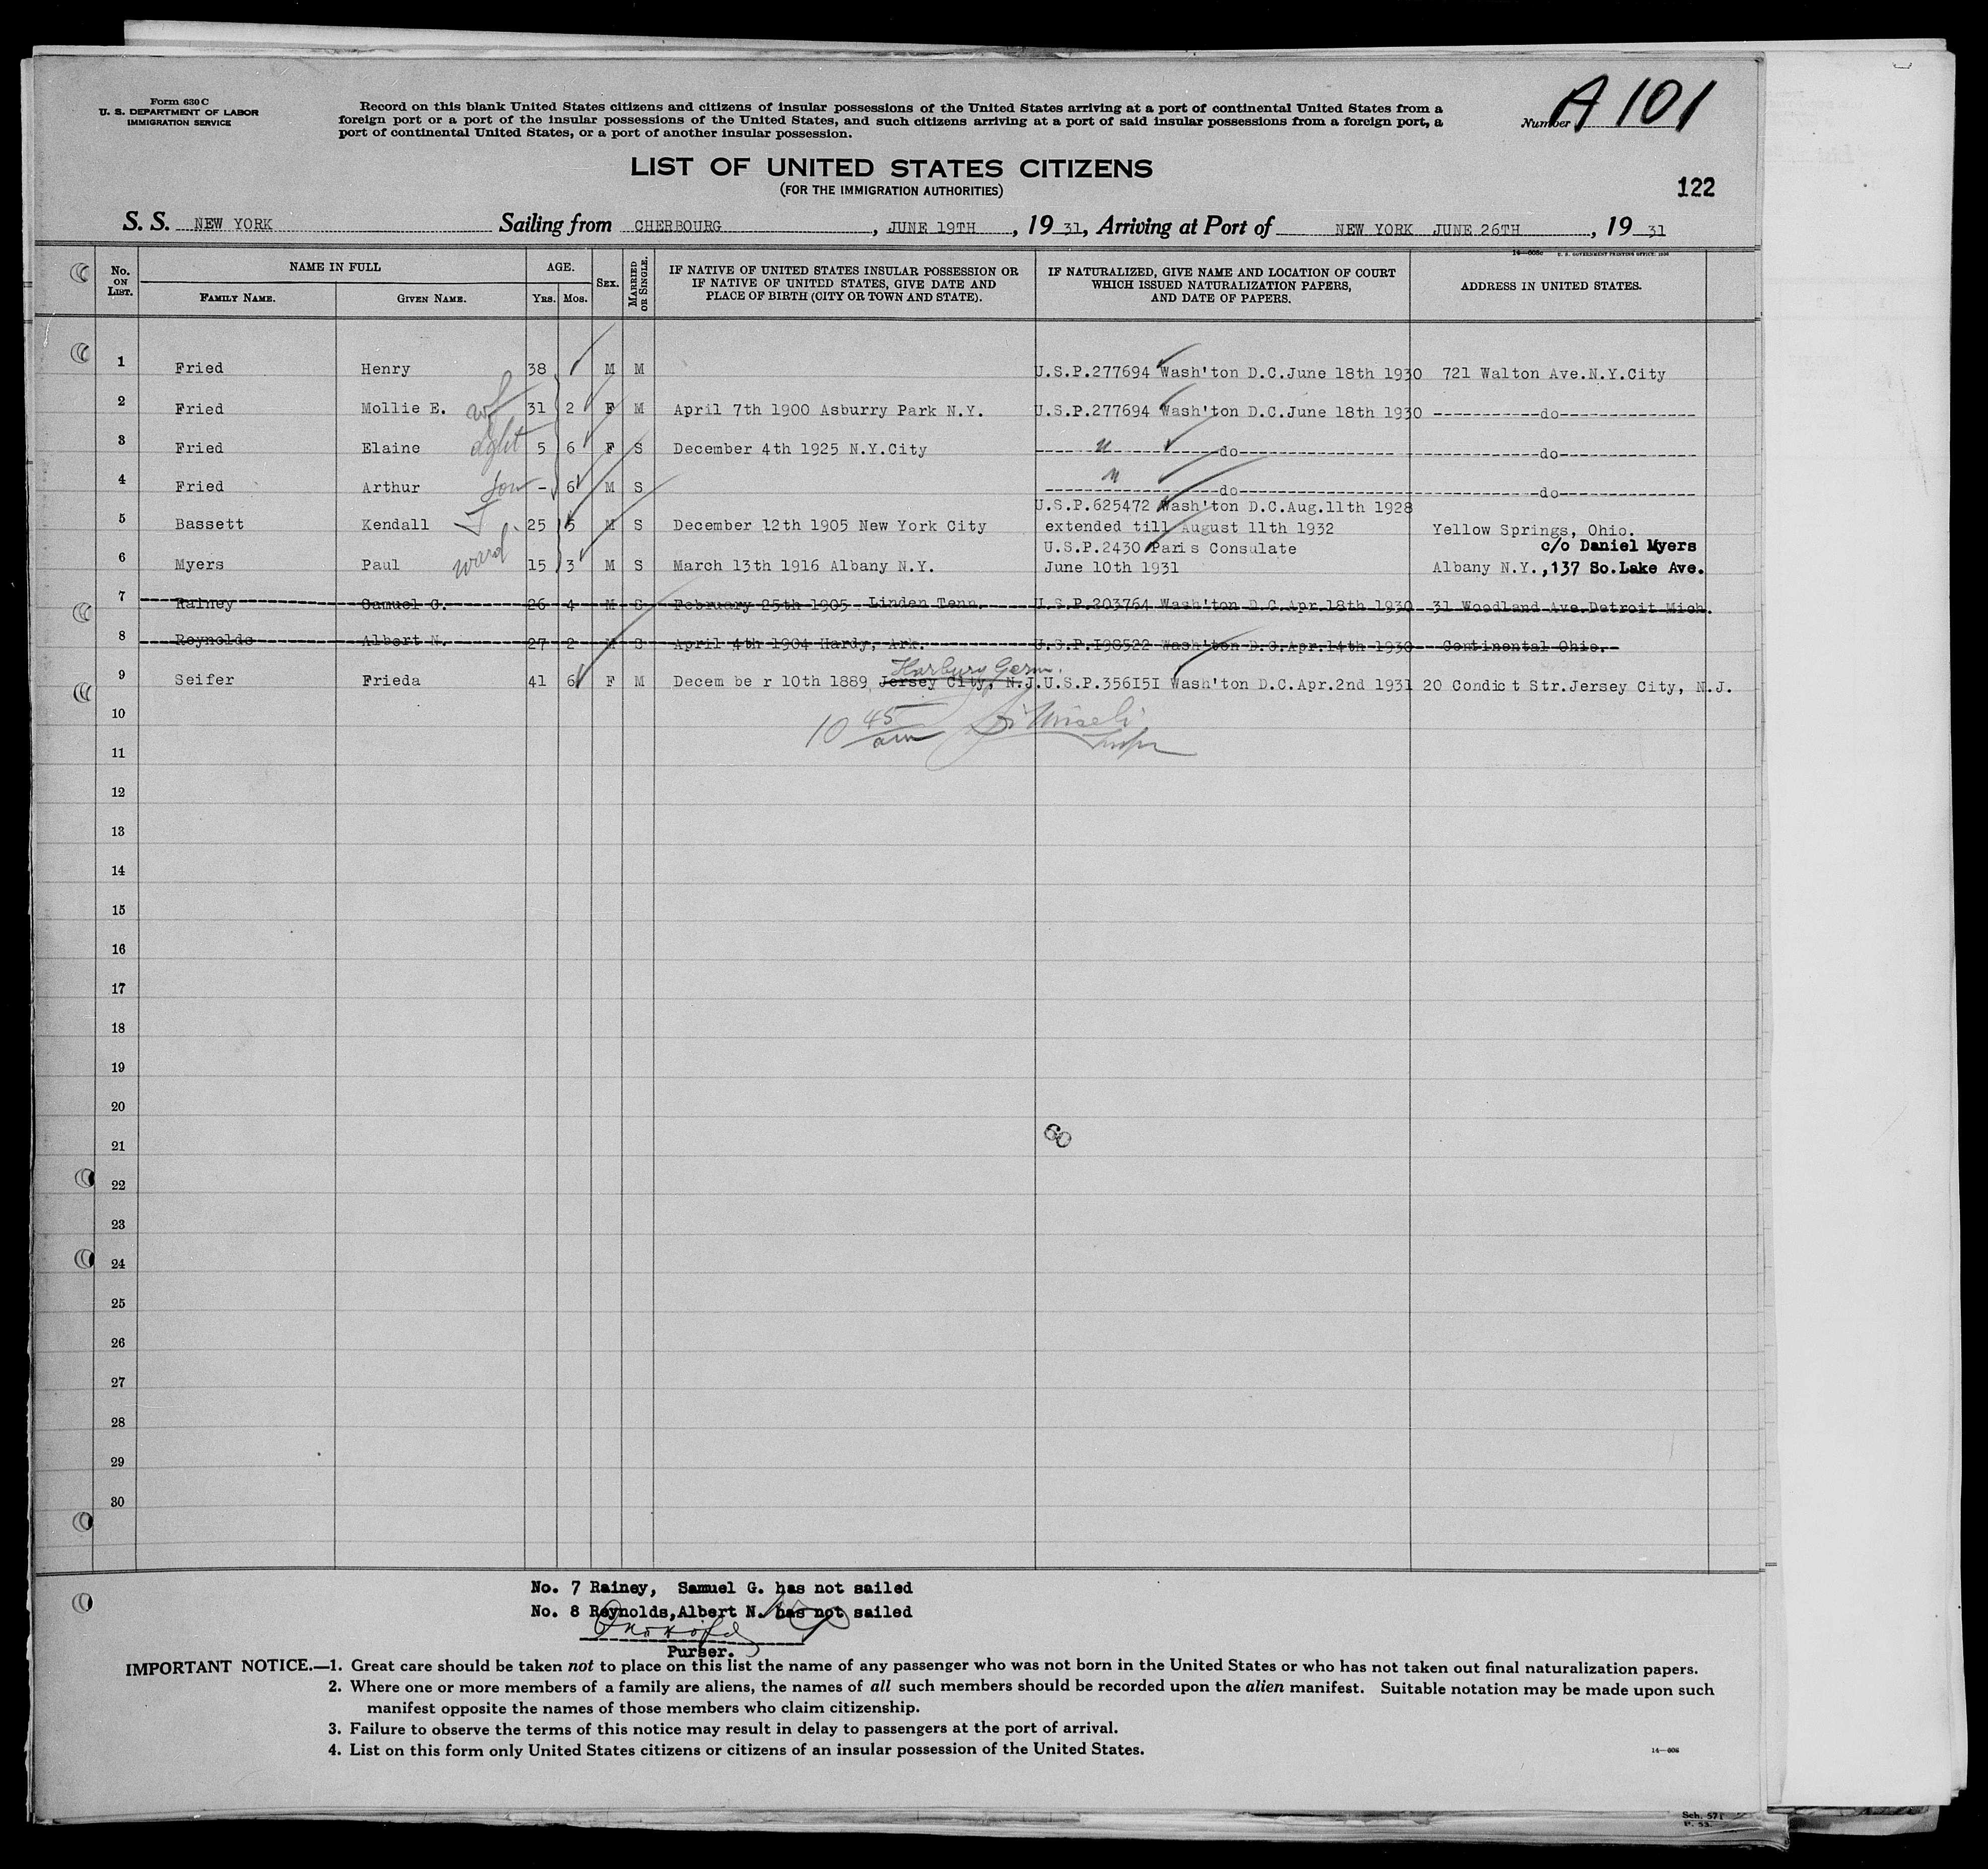 Form 630 C
U. S. DEPARTMENT OF LABOR
IMMIGRATION SERVICE
Record on this blank United States citizens and citizens of insular possessions of the United States arriving at a port of continental United States from a
foreign port or a port of the insular possessions of the United States, and such citizens arriving at a port of said insular possessions from a foreign port, a
port of continental United States, or a port of another insular possession.
Number A 101
LIST OF UNITED STATES CITIZENS
(FOR THE IMMIGRATION AUTHORITIES)
122
S. S. NEW YORK Sailing from CHERBOURG, JUNE 19TH, 19 31, Arriving at Port of NEW YORK JUNE 26TH, 19 31
No. ON LIST. NAME IN FULL FAMILY NAME. GIVEN NAME. AGE. YRS. MOS. SEX. MARRIED OR SINGLE. IF NATIVE OF UNITED STATES INSULAR POSSESSION OR IF NATIVE OF UNITED STATES, GIVE DATE AND PLACE OF BIRTH (CITY OR TOWN AND STATE). IF NATURALIZED, GIVE NAME AND LOCATION OF COURT WHICH ISSUED NATURALIZATION PAPERS, AND DATE OF PAPERS. ADDRESS IN UNITED STATES.
1 Fried Henry 38 M M U.S.P.277694 Wash'ton D.C.June 18th 1930 721 Walton Ave.N.Y.City
2 Fried Mollie E. wf 31 2 F M April 7th 1900 Asburry Park N.Y. U.S.P.277694 Wash'ton D.C.June 18th 1930 -----------do--------------
3 Fried Elaine dght 5 6 F S December 4th 1925 N.Y.City " do -----------do--------------
4 Fried Arthur Son - 6 M S " do -----------do--------------
5 Bassett Kendall 25 5 M S December 12th 1905 New York City U.S.P.625472 Wash'ton D.C.Aug.11th 1928
extended till August 11th 1932 Yellow Springs, Ohio.
6 Myers Paul ward 15 3 M S March 13th 1916 Albany N.Y. U.S.P.2430 Paris Consulate c/o Daniel Myers
June 10th 1931 Albany N.Y.,137 So.Lake Ave.
7 Rainey Samuel G. 26 4 M S February 25th 1905 Linden Tenn. U.S.P.203764 Wash'ton D.C.Apr.18th 1930 31 Woodland Ave.Detroit Mich.
8 Reynolds Albert N. 27 2 M S April 4th 1904 Hardy, Ark. U.S.P.198522 Wash'ton D.C.Apr.14th 1930 Continental Ohio.
Harburg Germ.
9 Seifer Frieda 41 6 F M Decem be r 10th 1889 Jersey City, N.J. U.S.P.356I5I Wash'ton D.C.Apr.2nd 1931 20 Condict Str.Jersey City, N.J.
10 10 45 am
11
12
13
14
15
16
17
18
19
20
21 60
22
23
24
25
26
27
28
29
30
No. 7 Rainey, Samuel G. has not sailed
No. 8 Reynolds,Albert N. has not sailed
Purser.
IMPORTANT NOTICE.—1. Great care should be taken not to place on this list the name of any passenger who was not born in the United States or who has not taken out final naturalization papers.
2. Where one or more members of a family are aliens, the names of all such members should be recorded upon the alien manifest. Suitable notation may be made upon such
manifest opposite the names of those members who claim citizenship.
3. Failure to observe the terms of this notice may result in delay to passengers at the port of arrival.
4. List on this form only United States citizens or citizens of an insular possession of the United States.
14—608
Sch. 571
P. 53.